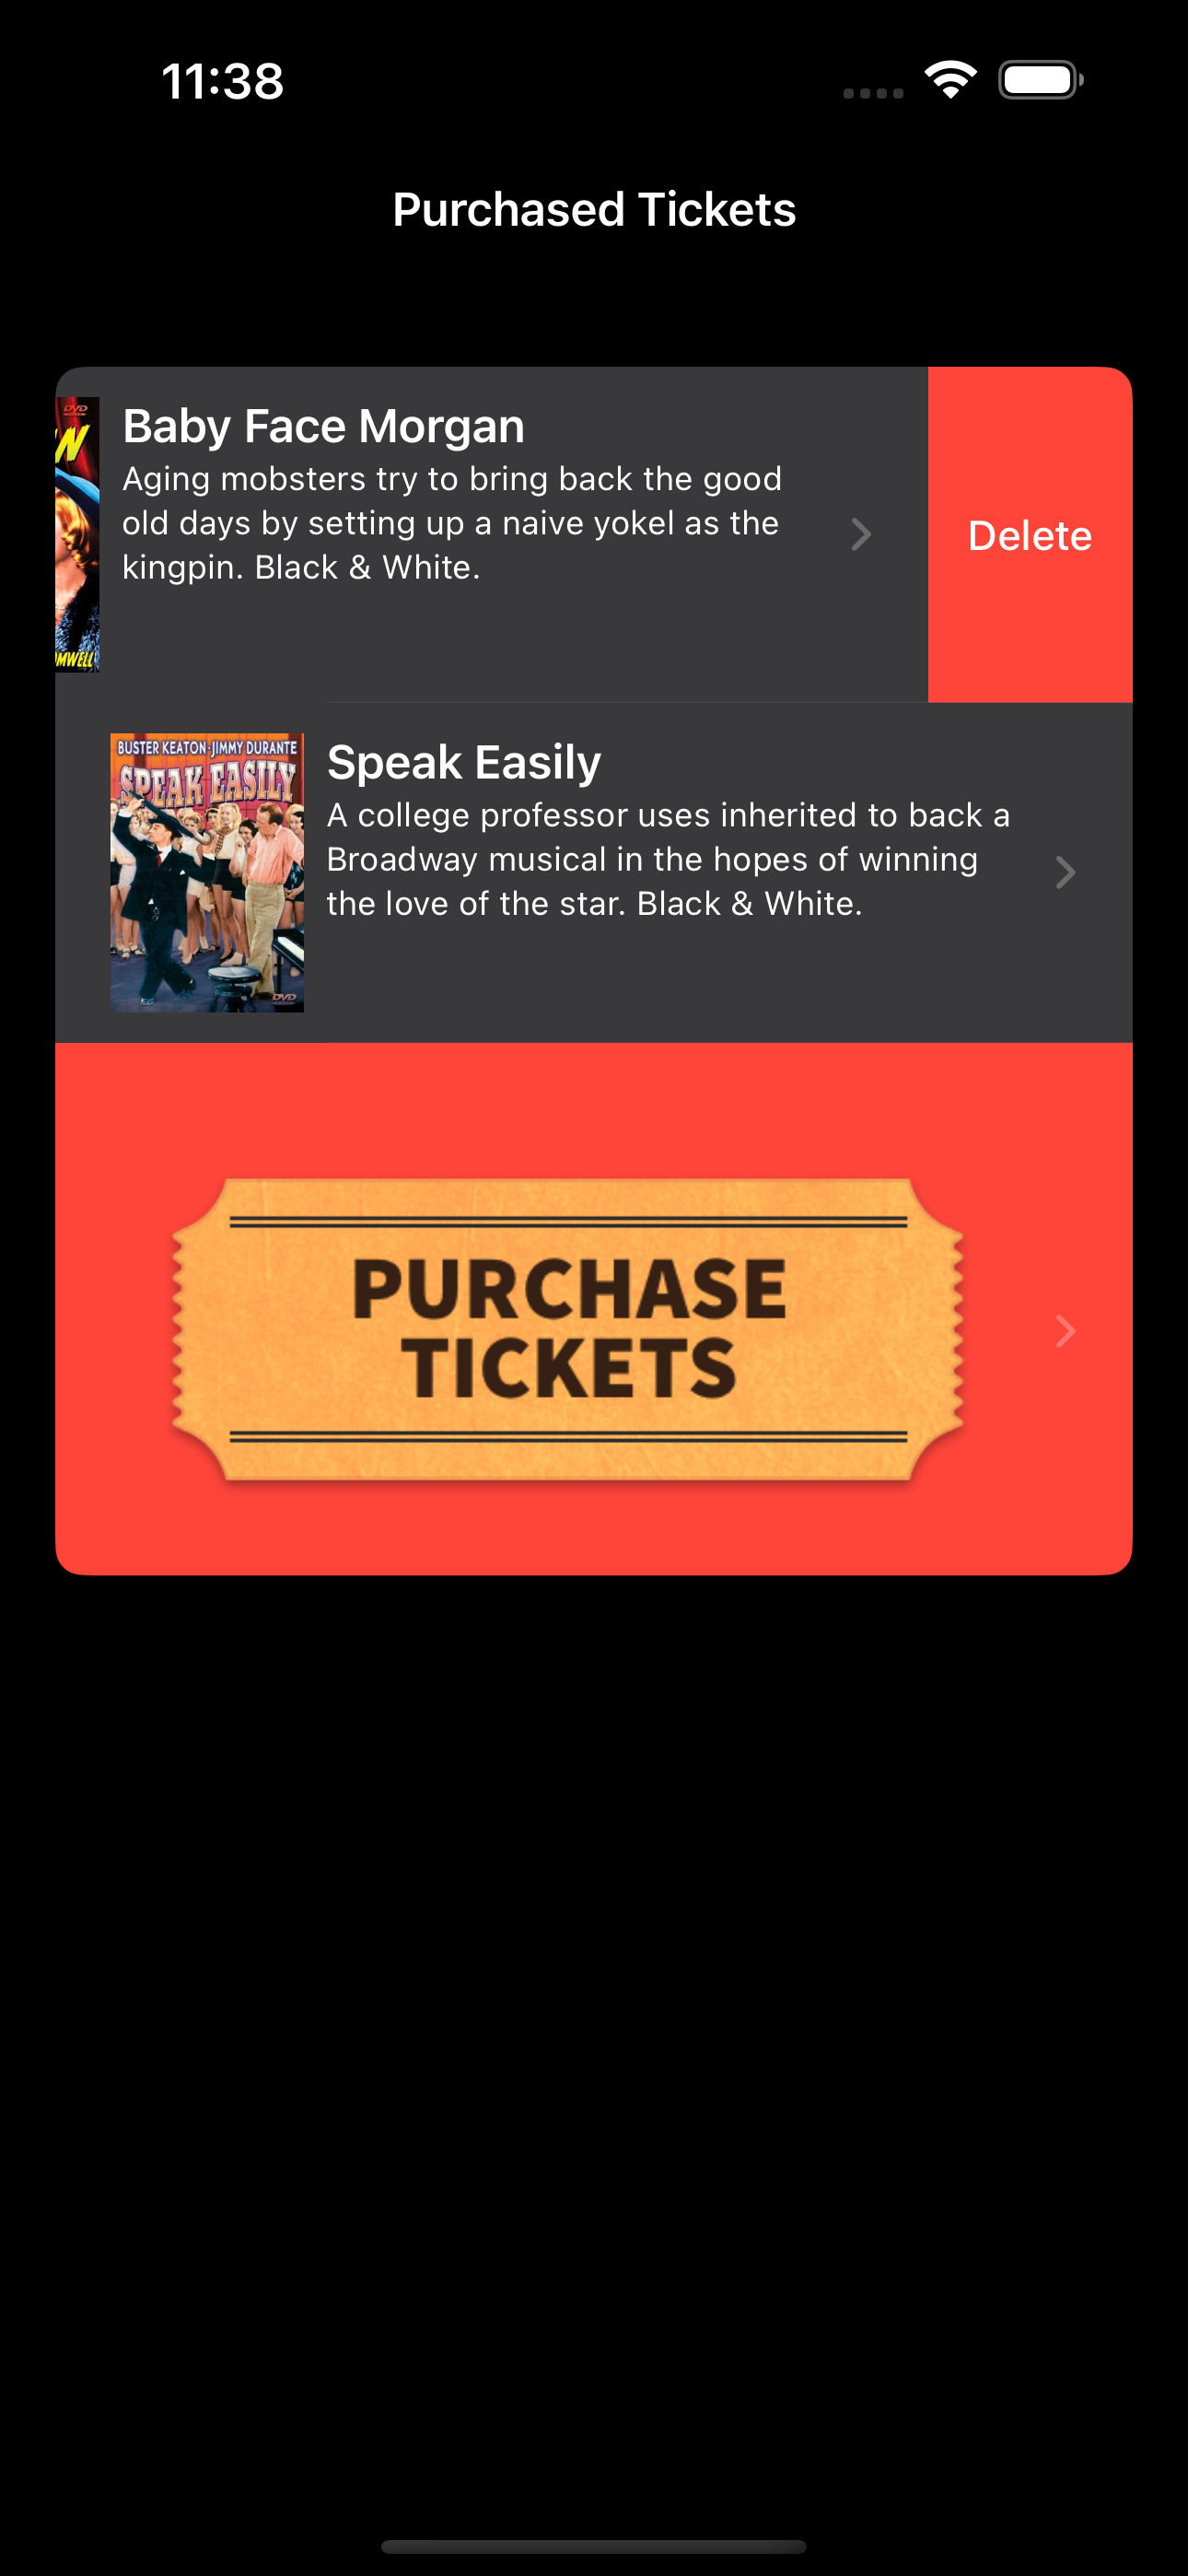 11:38
Purchased Tickets
DVD
N
MWELL
Baby Face Morgan
Aging mobsters try to bring back the good
old days by setting up a naive yokel as the
kingpin. Black & White.
Delete
BUSTER KEATON·JIMMY DURANTE
SPEAK EASILY
DVD
Speak Easily
A college professor uses inherited to back a
Broadway musical in the hopes of winning
the love of the star. Black & White.
PURCHASE
TICKETS